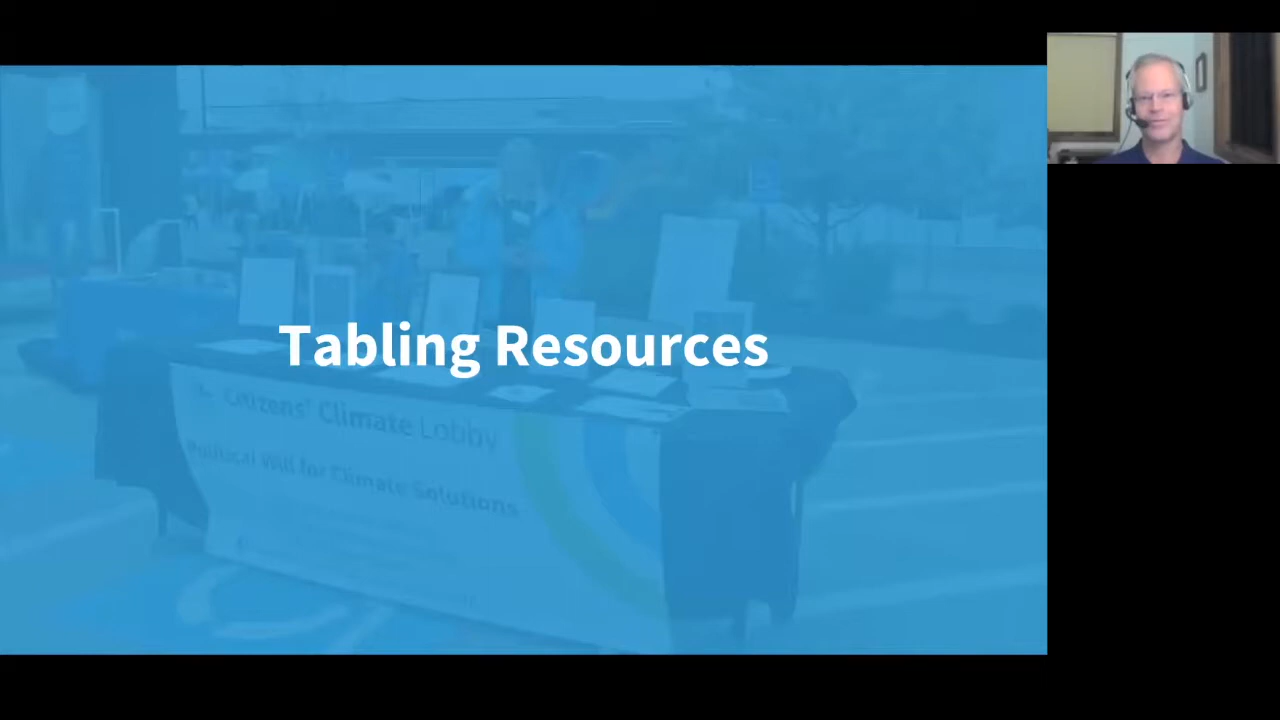 Tabling Resources
Citizens' Climate Lobby
Political Will for Climate Solutions